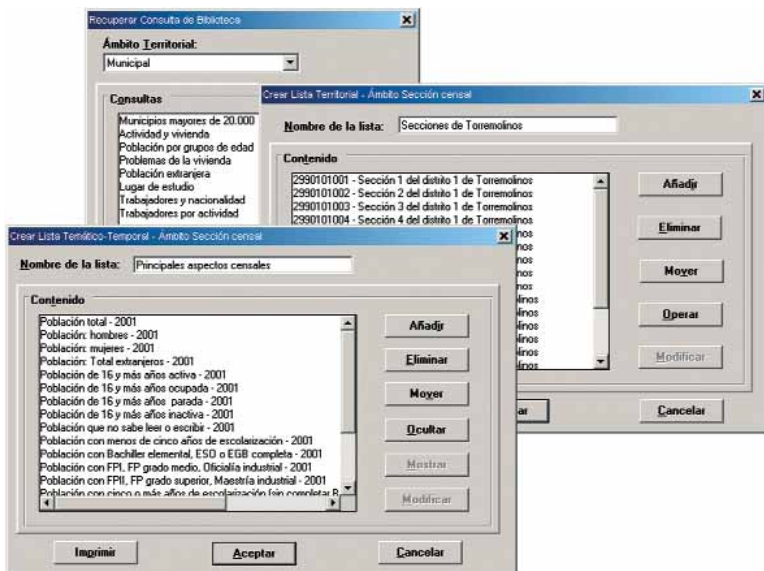 Recuperar Consulta de Biblioteca
Ámbito Territorial:
Municipal
Consultas
Municipios mayores de 20.000
Actividad y vivienda
Población por grupos de edad
Problemas de la vivienda
Población extranjera
Lugar de estudio
Trabajadores y nacionalidad
Trabajadores por actividad
Crear Lista Territorial - Ámbito Sección censal
Nombre de la lista: Secciones de Torremolinos
Contenido
2990101001 - Sección 1 del distrito 1 de Torremolinos
2990101002 - Sección 2 del distrito 1 de Torremolinos
2990101003 - Sección 3 del distrito 1 de Torremolinos
2990101004 - Sección 4 del distrito 1 de Torremolinos
Añadir
Eliminar
Mover
Operar
Modificar
Cancelar
Crear Lista Temático-Temporal - Ámbito Sección censal
Nombre de la lista: Principales aspectos censales
Contenido
Población total - 2001
Población: hombres - 2001
Población: mujeres - 2001
Población: Total extranjeros - 2001
Población de 16 y más años activa - 2001
Población de 16 y más años ocupada - 2001
Población de 16 y más años parada - 2001
Población de 16 y más años inactiva - 2001
Población que no sabe leer o escribir - 2001
Población con menos de cinco años de escolarización - 2001
Población con Bachiller elemental, ESO o EGB completa - 2001
Población con FPI, FP grado medio, Oficialía industrial - 2001
Población con FPII, FP grado superior, Maestría industrial - 2001
Población con cinco o más años de escolarización (sin completar B
Añadir
Eliminar
Mover
Ocultar
Mostrar
Modificar
Imprimir
Aceptar
Cancelar